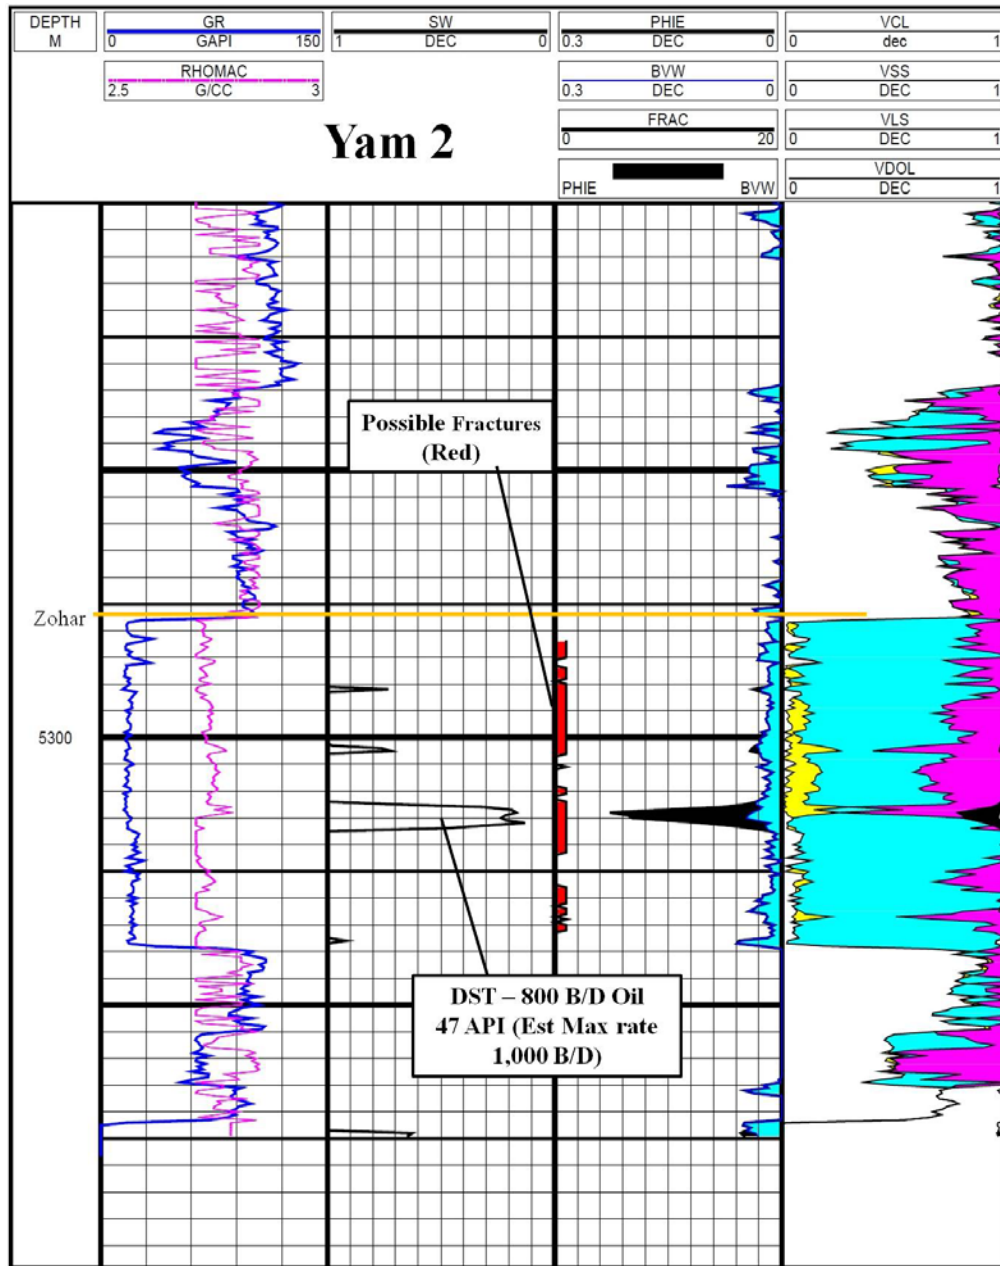 DEPTH
M
GR
0 GAPI 150
RHOMAC
2.5 G/CC 3
SW
1 DEC 0
PHIE
0.3 DEC 0
BVW
0.3 DEC 0
FRAC
0 20
PHIE BVW
VCL
0 dec 1
VSS
0 DEC 1
VLS
0 DEC 1
VDOL
0 DEC 1
Yam 2
Possible Fractures
(Red)
Zohar
5300
DST – 800 B/D Oil
47 API (Est Max rate
1,000 B/D)